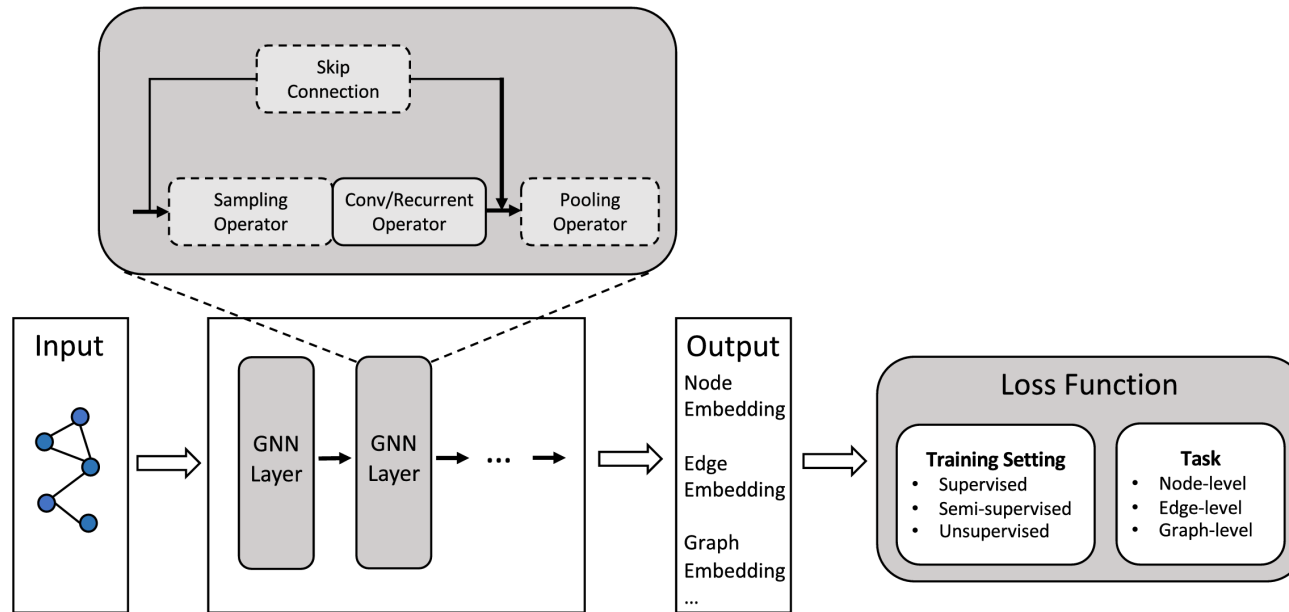 Skip
Connection
Sampling
Operator
Conv/Recurrent
Operator
Pooling
Operator
Input
GNN
Layer
GNN
Layer
...
Output
Node
Embedding
Edge
Embedding
Graph
Embedding
...
Loss Function
Training Setting
• Supervised
• Semi-supervised
• Unsupervised
Task
• Node-level
• Edge-level
• Graph-level